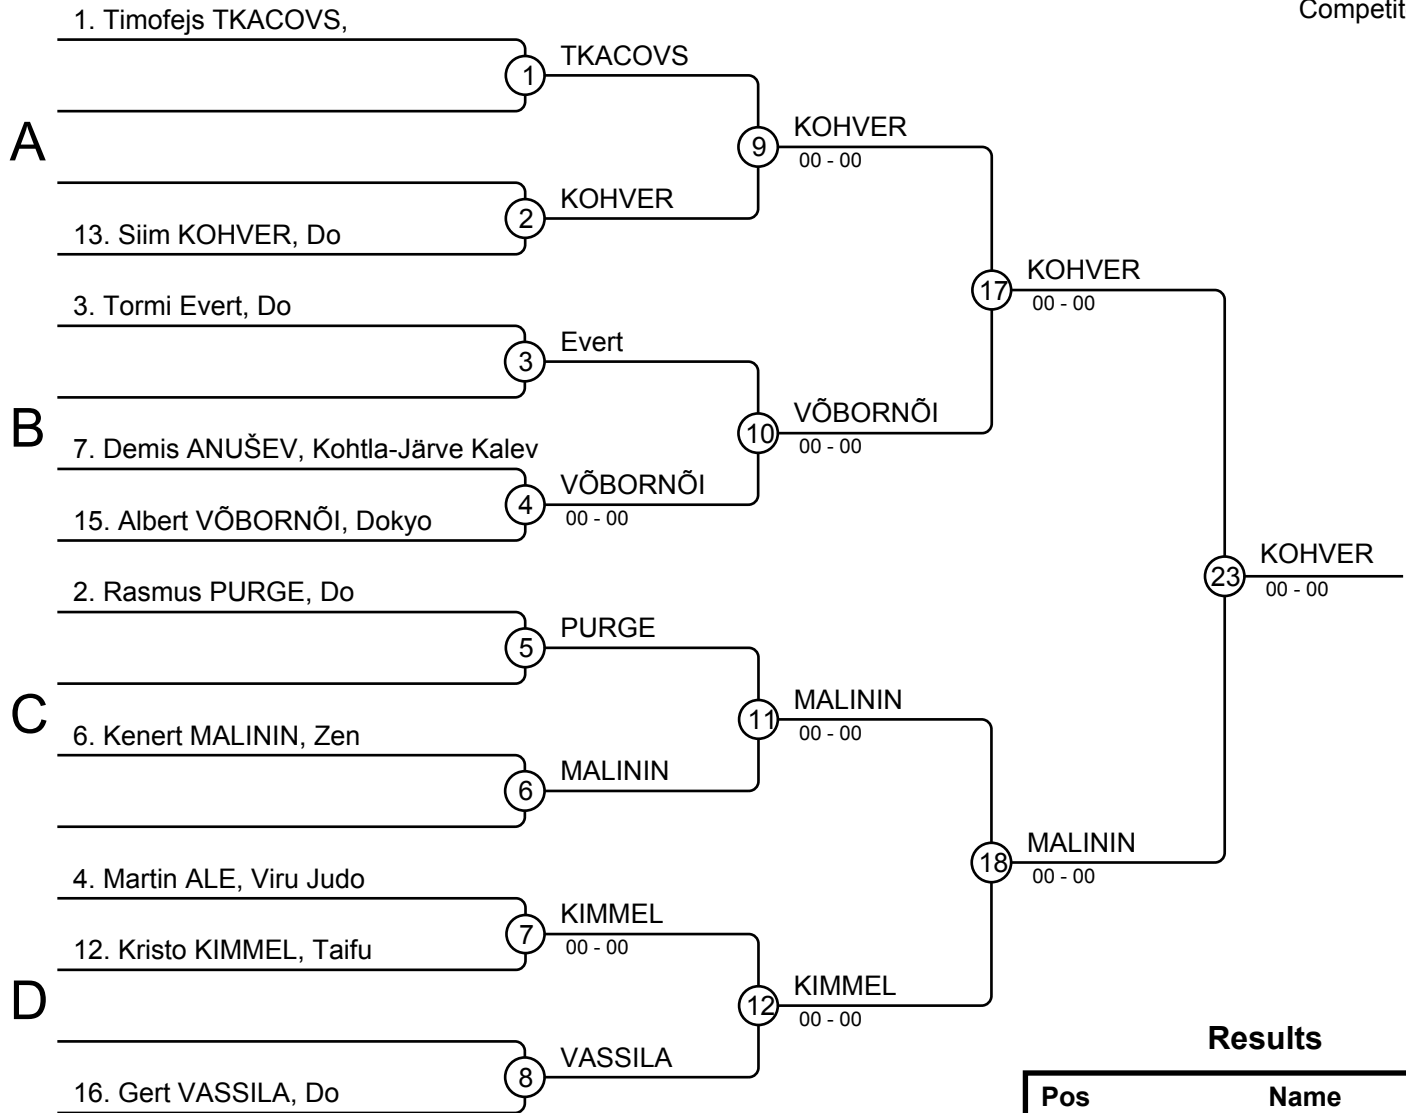 Competit
1. Timofejs TKACOVS,
1
TKACOVS
A
9
KOHVER
00 - 00
2
KOHVER
13. Siim KOHVER, Do
17
KOHVER
00 - 00
3. Tormi Evert, Do
3
Evert
B
10
VÕBORNÕI
00 - 00
7. Demis ANUŠEV, Kohtla-Järve Kalev
4
VÕBORNÕI
00 - 00
15. Albert VÕBORNÕI, Dokyo
23
KOHVER
00 - 00
2. Rasmus PURGE, Do
5
PURGE
C
11
MALININ
00 - 00
6. Kenert MALININ, Zen
6
MALININ
18
MALININ
00 - 00
4. Martin ALE, Viru Judo
7
KIMMEL
00 - 00
12. Kristo KIMMEL, Taifu
D
12
KIMMEL
00 - 00
8
VASSILA
16. Gert VASSILA, Do
Results
Pos Name